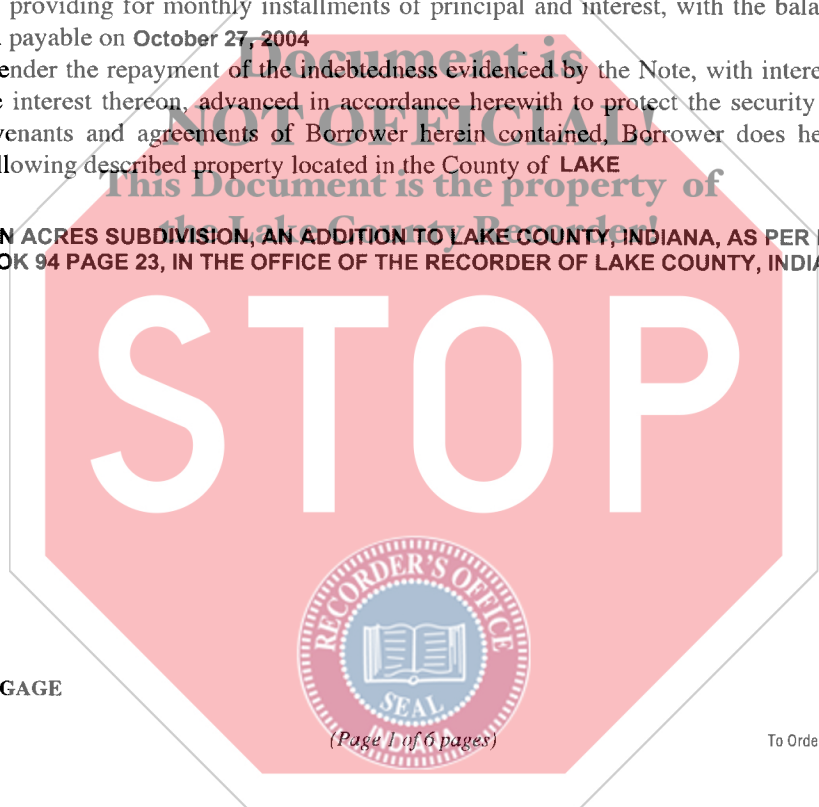 providing for monthly installments of principal and interest, with the bala
payable on October 27, 2004
Document is
ender the repayment of the indebtedness evidenced by the Note, with intere
interest thereon, advanced in accordance herewith to protect the security
NOT OFFICIAL!
venants and agreements of Borrower herein contained, Borrower does he
llowing described property located in the County of LAKE
This Document is the property of
the Lake County Recorder!
N ACRES SUBDIVISION, AN ADDITION TO LAKE COUNTY, INDIANA, AS PER
OK 94 PAGE 23, IN THE OFFICE OF THE RECORDER OF LAKE COUNTY, INDIA
STOP
RECORDER'S OFFICE
SEAL
INDIANA
GAGE
(Page 1 of 6 pages)
To Orde